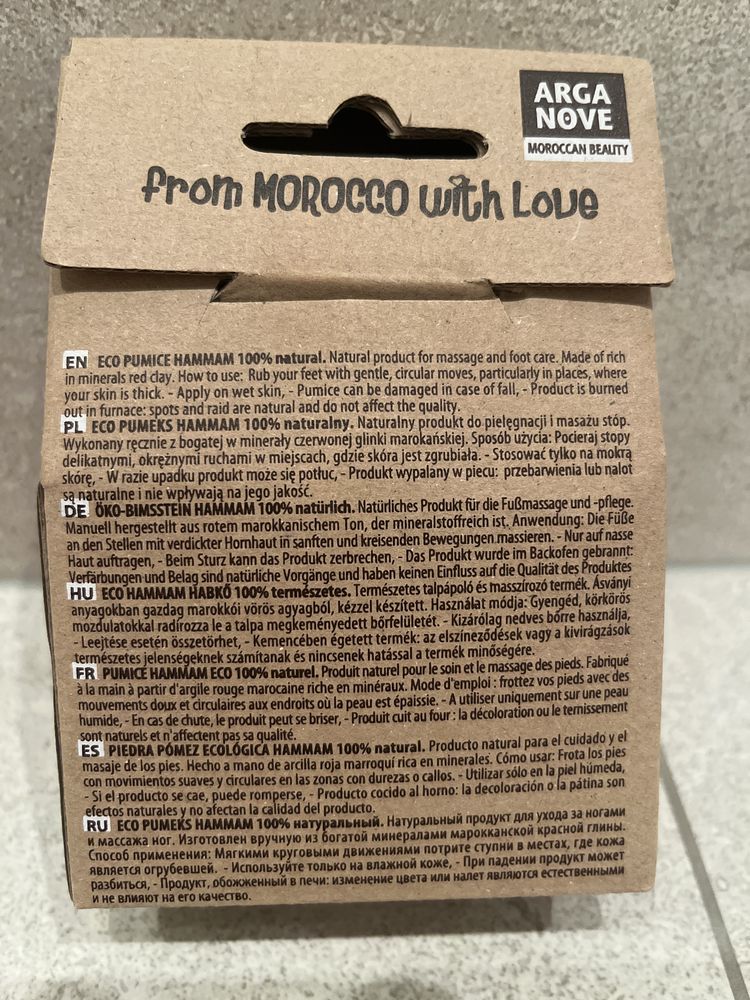 ARGA
NOVE
MOROCCAN BEAUTY
from MOROCCO with Love
EN ECO PUMICE HAMMAM 100% natural. Natural product for massage and foot care. Made of rich
in minerals red clay. How to use: Rub your feet with gentle, circular moves, particularly in places, where
your skin is thick. - Apply on wet skin, - Pumice can be damaged in case of fall, - Product is burned
out in furnace: spots and raid are natural and do not affect the quality.
PL ECO PUMEKS HAMMAM 100% naturalny. Naturalny produkt do pielęgnacji i masażu stóp.
Wykonany ręcznie z bogatej w minerały czerwonej glinki marokańskiej. Sposób użycia: Pocieraj stopy
delikatnymi, okrężnymi ruchami w miejscach, gdzie skóra jest zgrubiała. - Stosować tylko na mokrą
skórę, - W razie upadku produkt może się potłuc, - Produkt wypalany w piecu: przebarwienia lub nalot
są naturalne i nie wpływają na jego jakość.
DE ÖKO-BIMSSTEIN HAMMAM 100% natürlich. Natürliches Produkt für die Fußmassage und -pflege.
Manuell hergestellt aus rotem marokkanischem Ton, der mineralstoffreich ist. Anwendung: Die Füße
an den Stellen mit verdickter Hornhaut in sanften und kreisenden Bewegungen massieren. - Nur auf nasse
Haut auftragen, - Beim Sturz kann das Produkt zerbrechen, - Das Produkt wurde im Backofen gebrannt:
Verfärbungen und Belag sind natürliche Vorgänge und haben keinen Einfluss auf die Qualität des Produktes
HU ECO HAMMAM HABKŐ 100% természetes. Természetes talpápoló és masszírozó termék. Ásványi
anyagokban gazdag marokkói vörös agyagból, kézzel készített. Használat módja: Gyengéd, körkörös
mozdulatokkal radírozza le a talpa megkeményedett bőrfelületét. - Kizárólag nedves bőrre használja,
- Leejtése esetén összetörhet, - Kemencében égetett termék: az elszíneződések vagy a kivirágzások
természetes jelenségeknek számítanak és nincsenek hatással a termék minőségére.
FR PUMICE HAMMAM ECO 100% naturel. Produit naturel pour le soin et le massage des pieds. Fabriqué
à la main à partir d'argile rouge marocaine riche en minéraux. Mode d'emploi : frottez vos pieds avec des
mouvements doux et circulaires aux endroits où la peau est épaissie. - A utiliser uniquement sur une peau
humide, - En cas de chute, le produit peut se briser, - Produit cuit au four : la décoloration ou le ternissement
sont naturels et n'affectent pas sa qualité.
ES PIEDRA PÓMEZ ECOLÓGICA HAMMAM 100% natural. Producto natural para el cuidado y el
masaje de los pies. Hecho a mano de arcilla roja marroquí rica en minerales. Cómo usar: Frota los pies
con movimientos suaves y circulares en las zonas con durezas o callos. - Utilizar sólo en la piel húmeda,
- Si el producto se cae, puede romperse, - Producto cocido al horno: la decoloración o la pátina son
efectos naturales y no afectan la calidad del producto.
RU ECO PUMEKS HAMMAM 100% натуральный. Натуральный продукт для ухода за ногами
и массажа ног. Изготовлен вручную из богатой минералами марокканской красной глины.
Способ применения: Мягкими круговыми движениями потрите ступни в местах, где кожа
является огрубевшей. - Используйте только на влажной коже, - При падении продукт может
разбиться, - Продукт, обожженный в печи: изменение цвета или налет являются естественными
и не влияют на его качество.